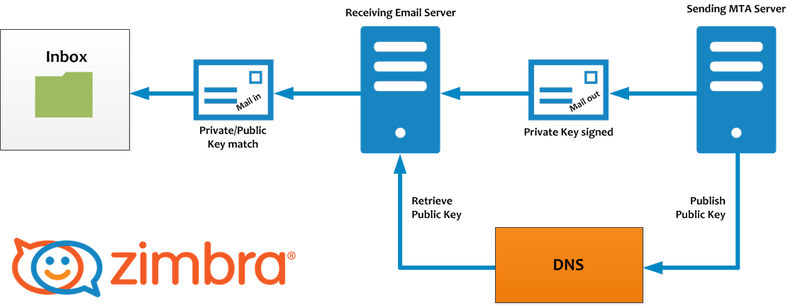 Receiving Email Server
Sending MTA Server
Inbox
Mail in
Mail out
Private/Public
Key match
Private Key signed
Retrieve
Public Key
Publish
Public Key
DNS
zimbra®